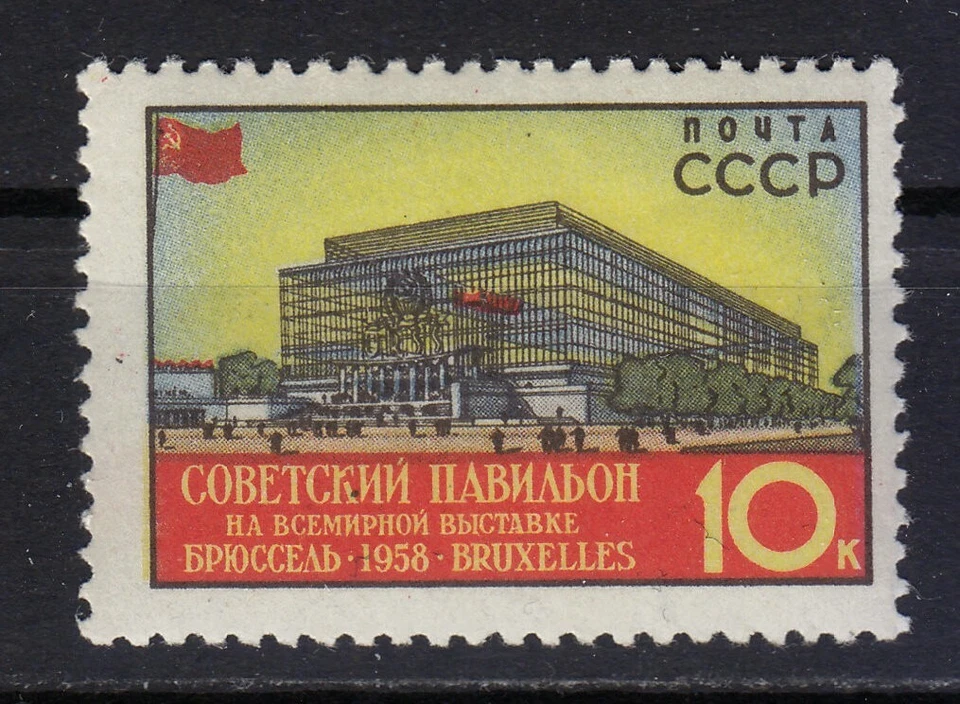 ПОЧТА
СССР
СОВЕТСКИЙ ПАВИЛЬОН
НА ВСЕМИРНОЙ ВЫСТАВКЕ
БРЮССЕЛЬ · 1958 · BRUXELLES
10 К